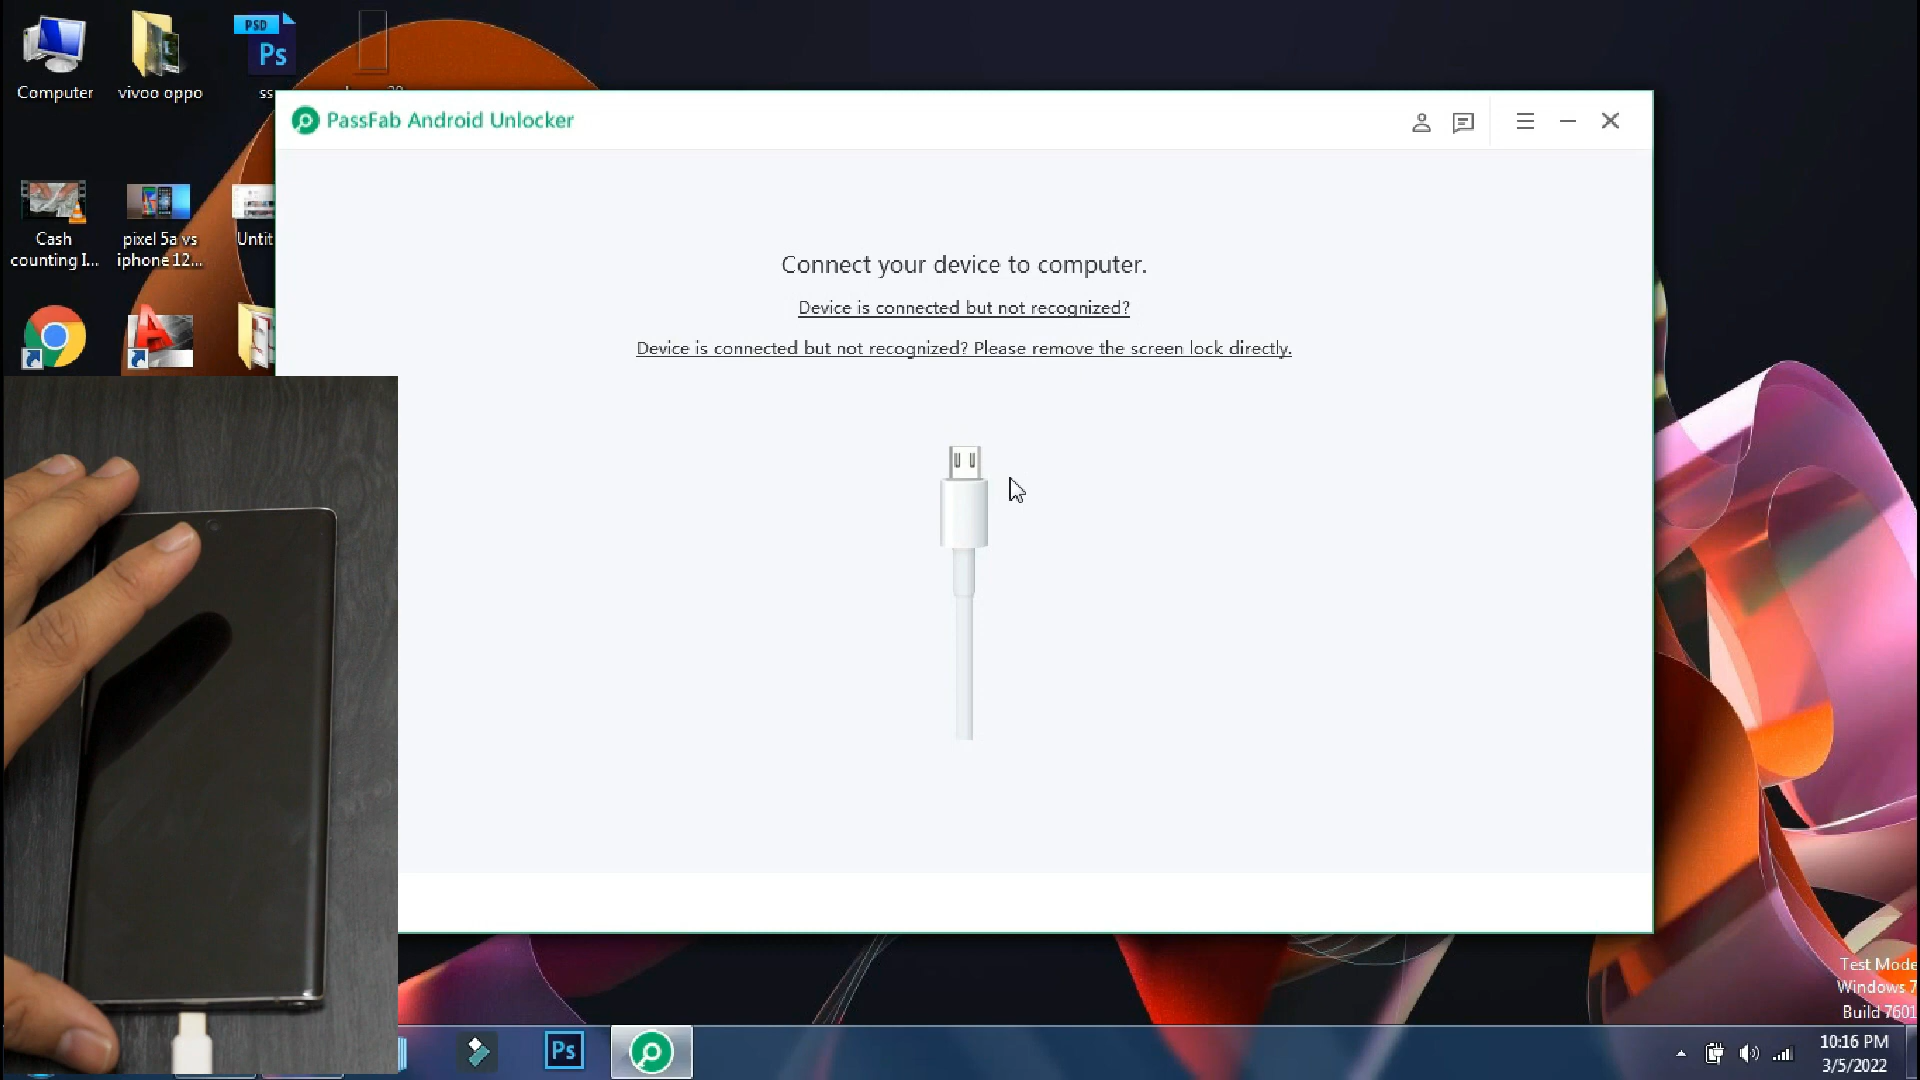 PSD
Ps
Computer
vivoo oppo
ss
PassFab Android Unlocker
Cash
counting I...
pixel 5a vs
iphone 12...
Untit
Connect your device to computer.
Device is connected but not recognized?
Device is connected but not recognized? Please remove the screen lock directly.
Test Mode
Windows 7
Build 7601
Ps
10:16 PM
3/5/2022